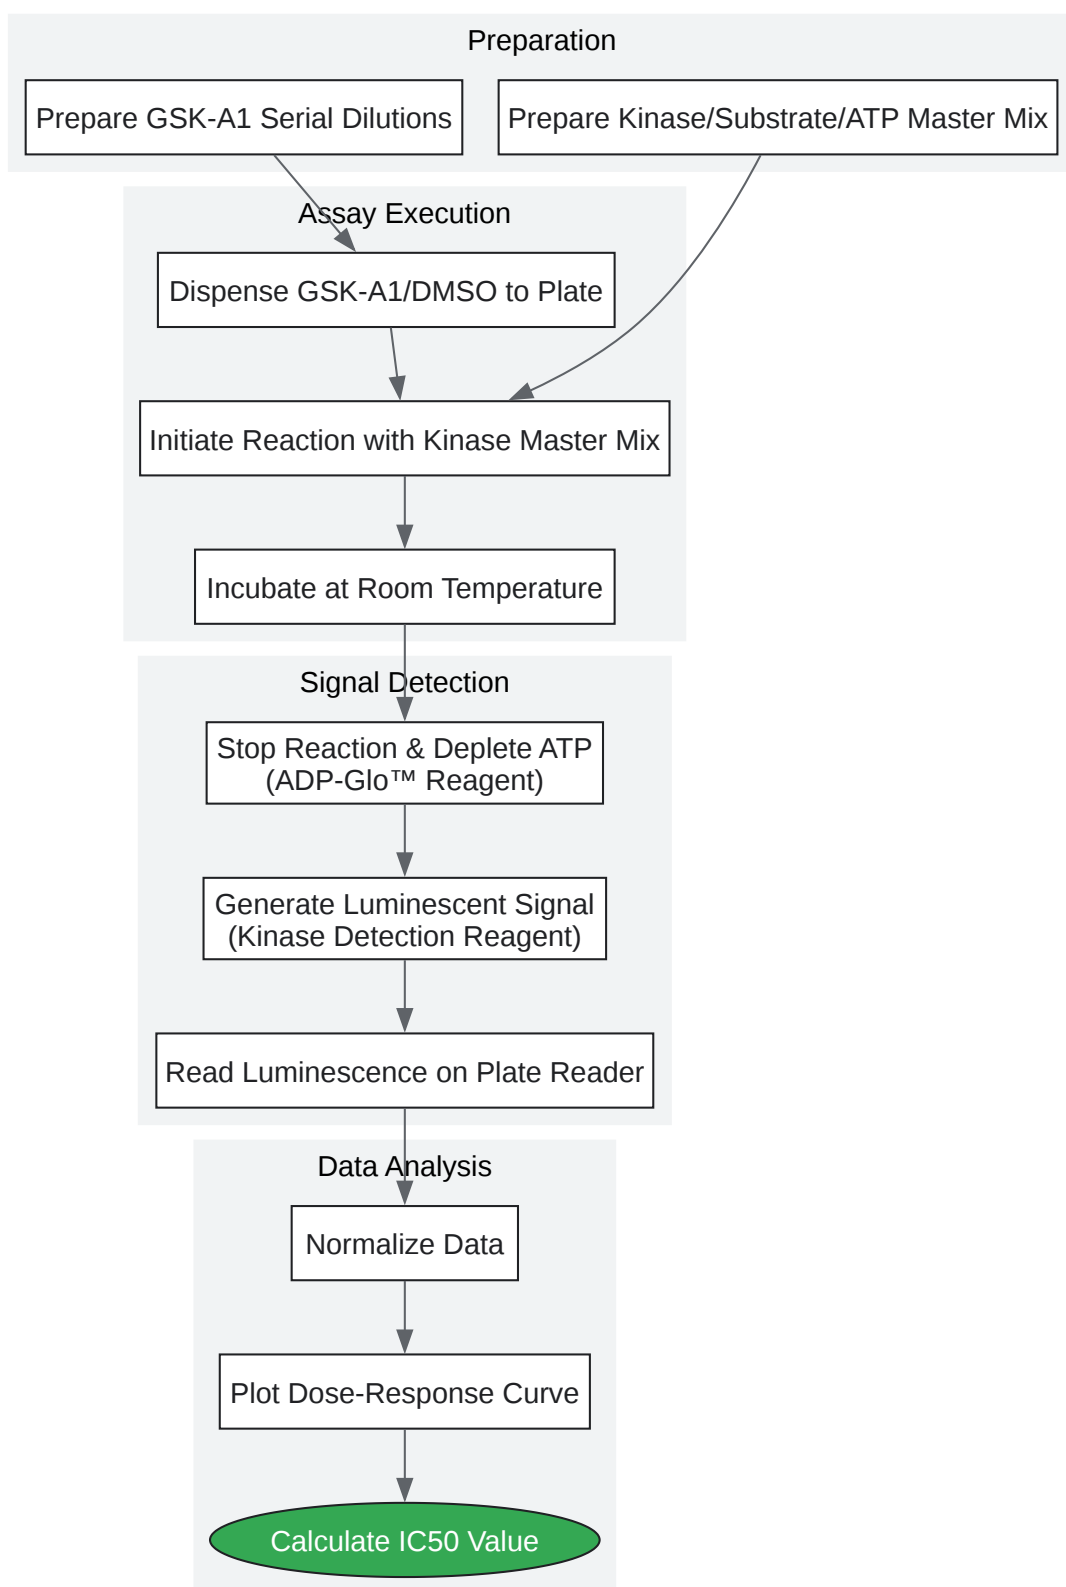 Preparation
Prepare GSK-A1 Serial Dilutions
Prepare Kinase/Substrate/ATP Master Mix
Assay Execution
Dispense GSK-A1/DMSO to Plate
Initiate Reaction with Kinase Master Mix
Incubate at Room Temperature
Signal Detection
Stop Reaction & Deplete ATP
(ADP-Glo™ Reagent)
Generate Luminescent Signal
(Kinase Detection Reagent)
Read Luminescence on Plate Reader
Data Analysis
Normalize Data
Plot Dose-Response Curve
Calculate IC50 Value